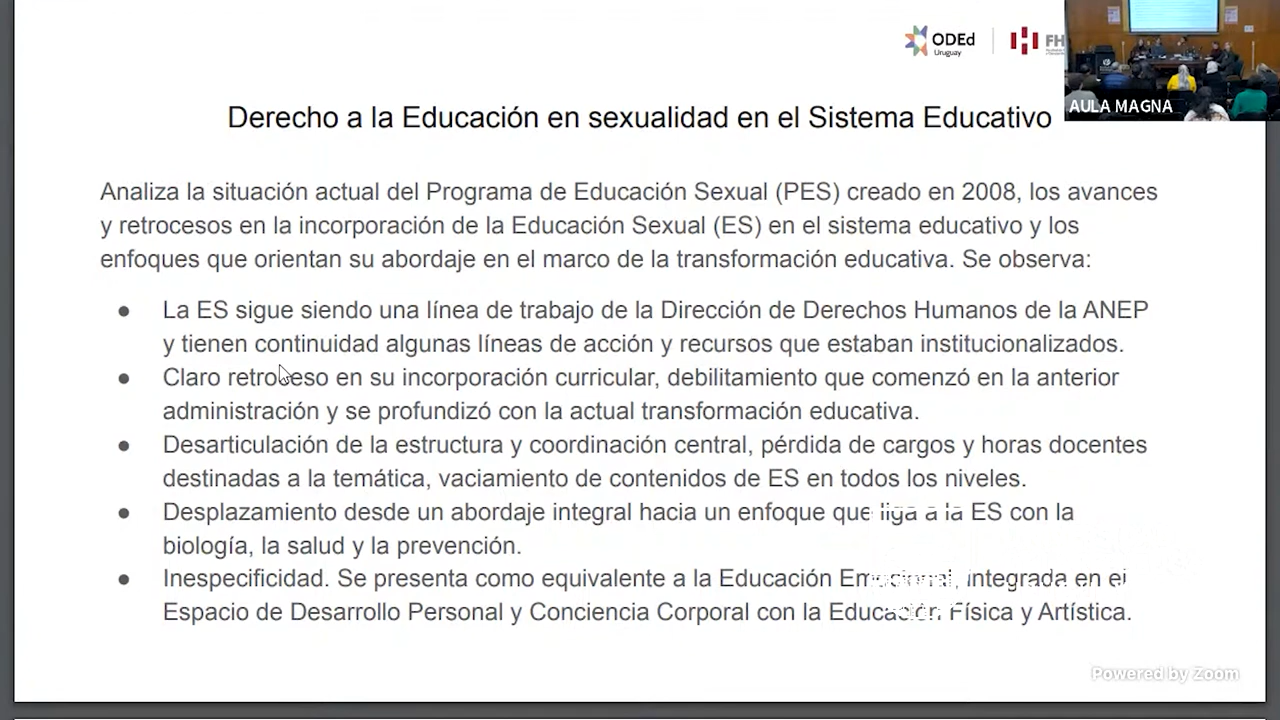 ODEd
Uruguay
FH
AULA MAGNA
Derecho a la Educación en sexualidad en el Sistema Educativo
Analiza la situación actual del Programa de Educación Sexual (PES) creado en 2008, los avances
y retrocesos en la incorporación de la Educación Sexual (ES) en el sistema educativo y los
enfoques que orientan su abordaje en el marco de la transformación educativa. Se observa:
● La ES sigue siendo una línea de trabajo de la Dirección de Derechos Humanos de la ANEP
y tienen continuidad algunas líneas de acción y recursos que estaban institucionalizados.
● Claro retroceso en su incorporación curricular, debilitamiento que comenzó en la anterior
administración y se profundizó con la actual transformación educativa.
● Desarticulación de la estructura y coordinación central, pérdida de cargos y horas docentes
destinadas a la temática, vaciamiento de contenidos de ES en todos los niveles.
● Desplazamiento desde un abordaje integral hacia un enfoque que liga a la ES con la
biología, la salud y la prevención.
● Inespecificidad. Se presenta como equivalente a la Educación Emocional, integrada en el
Espacio de Desarrollo Personal y Conciencia Corporal con la Educación Física y Artística.
Powered by Zoom